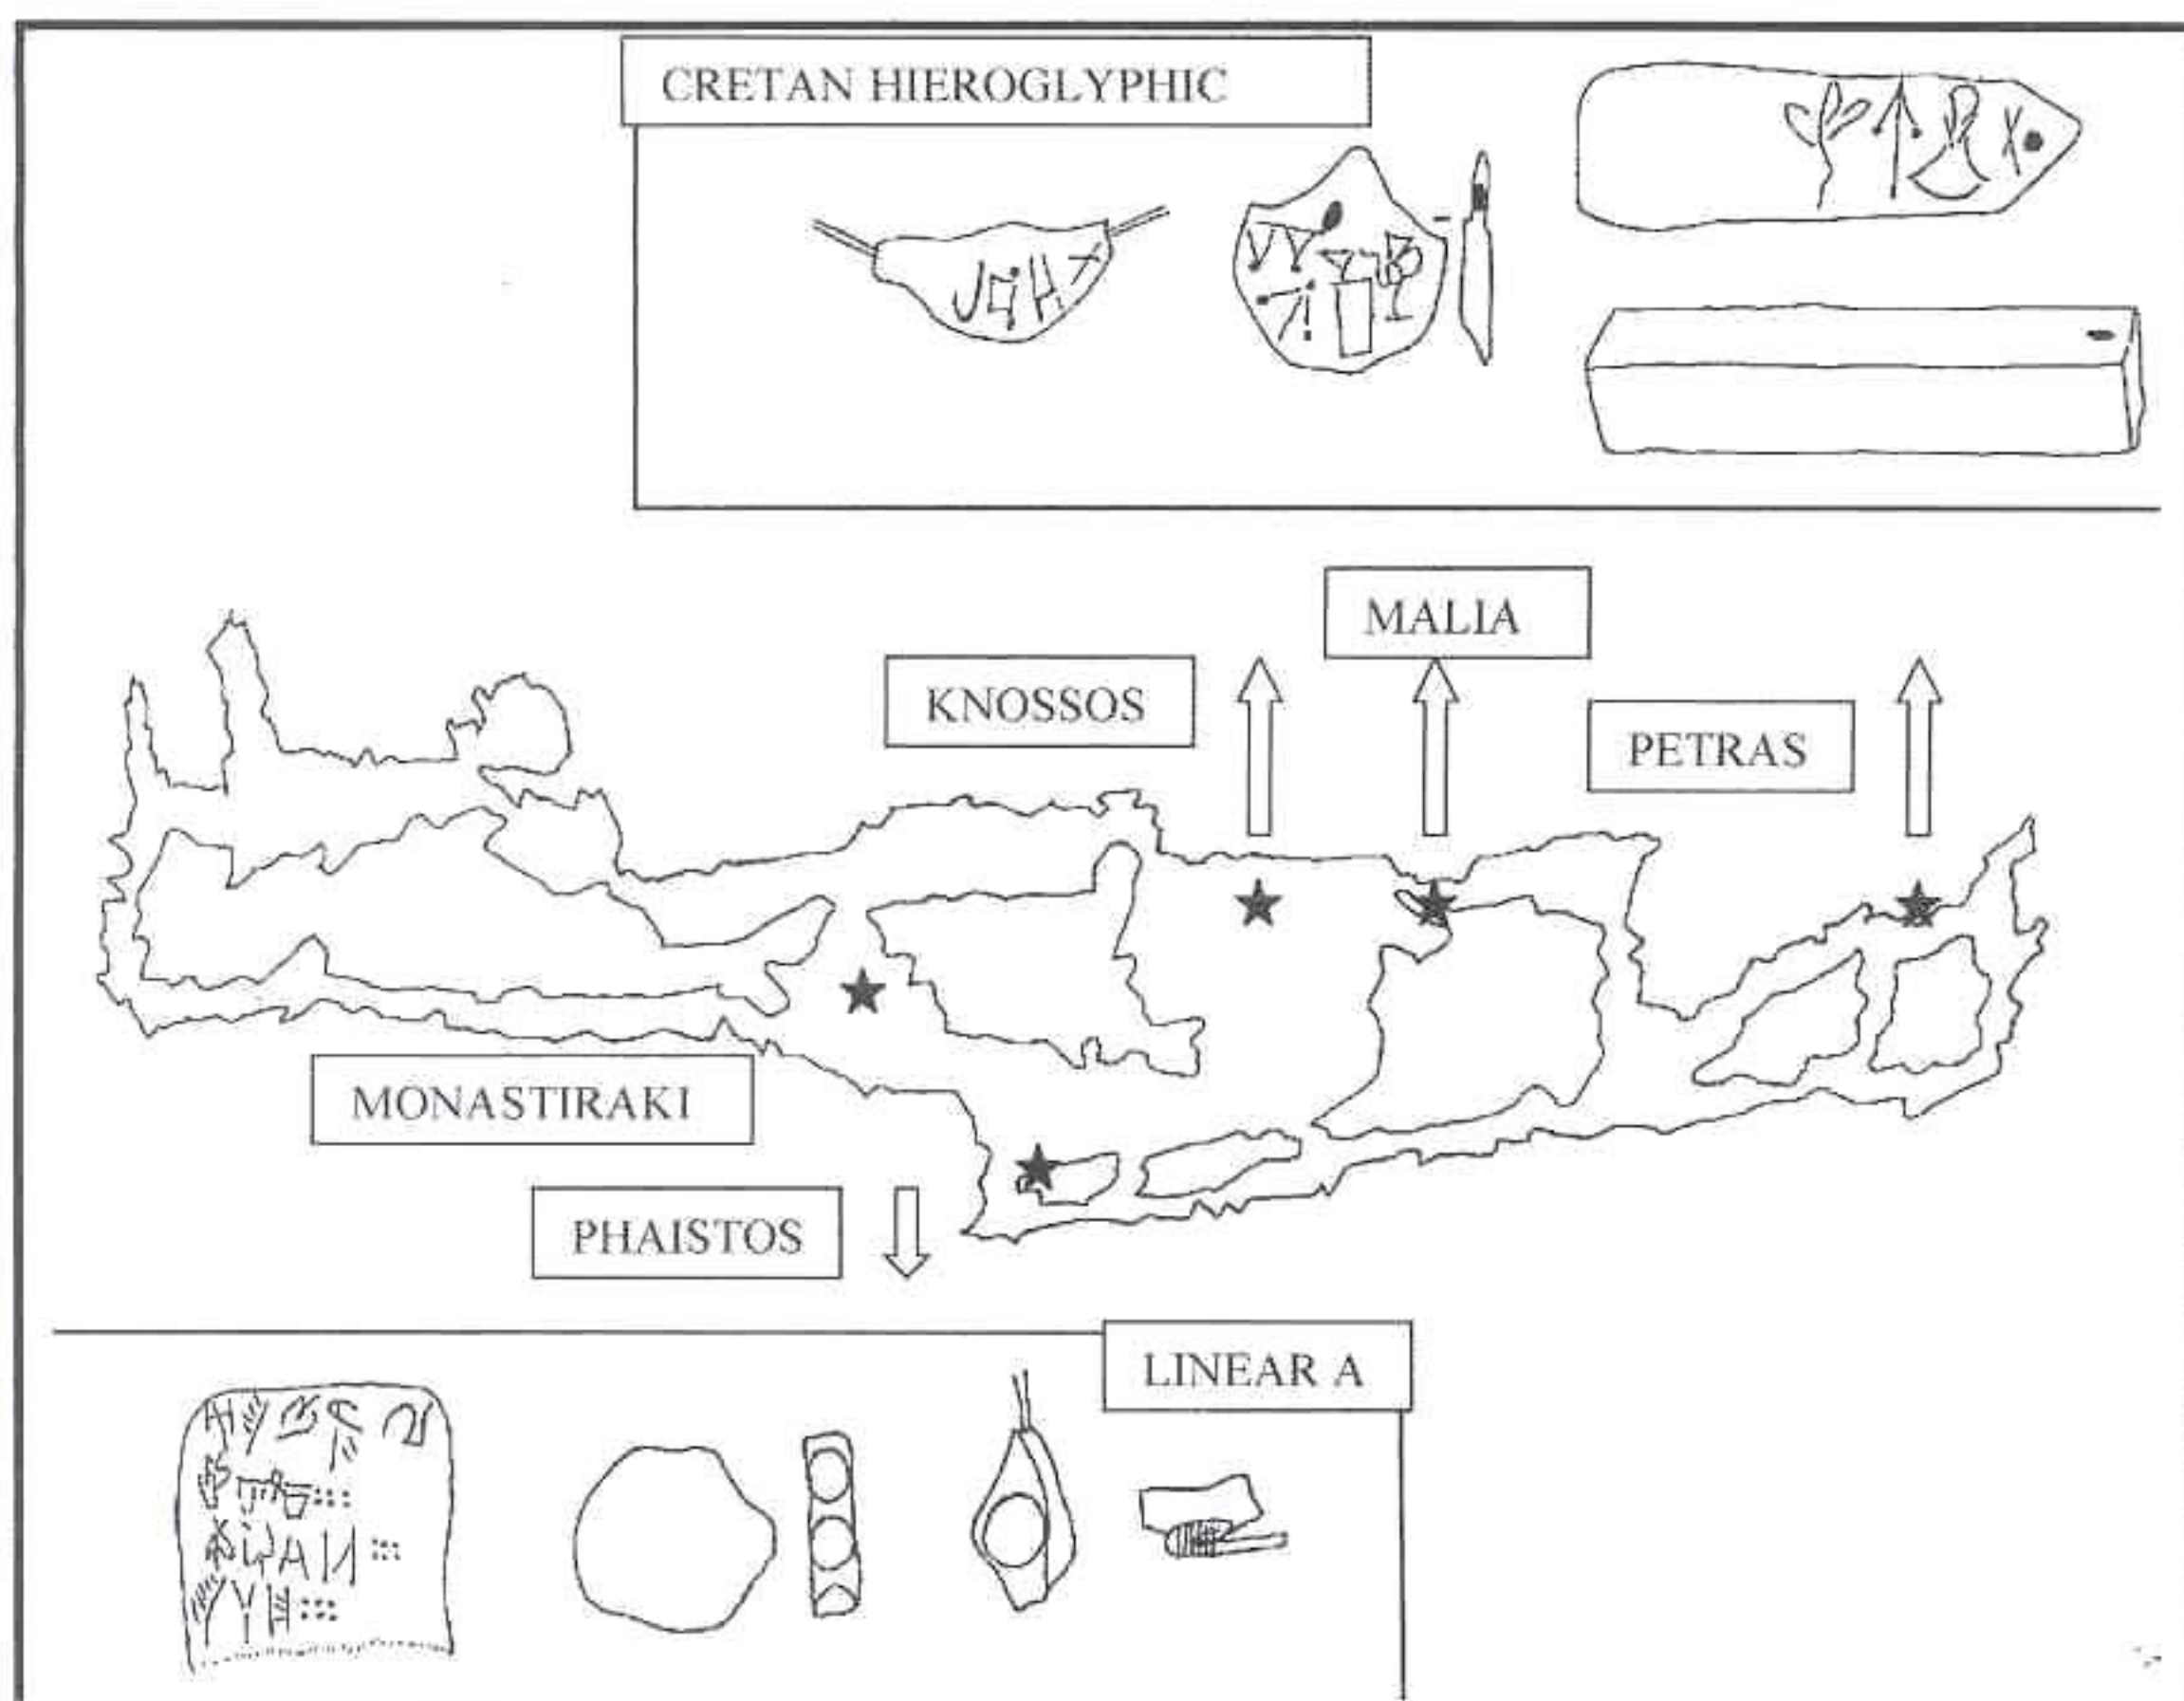 CRETAN HIEROGLYPHIC
MALIA
KNOSSOS
PETRAS
MONASTIRAKI
PHAISTOS
LINEAR A